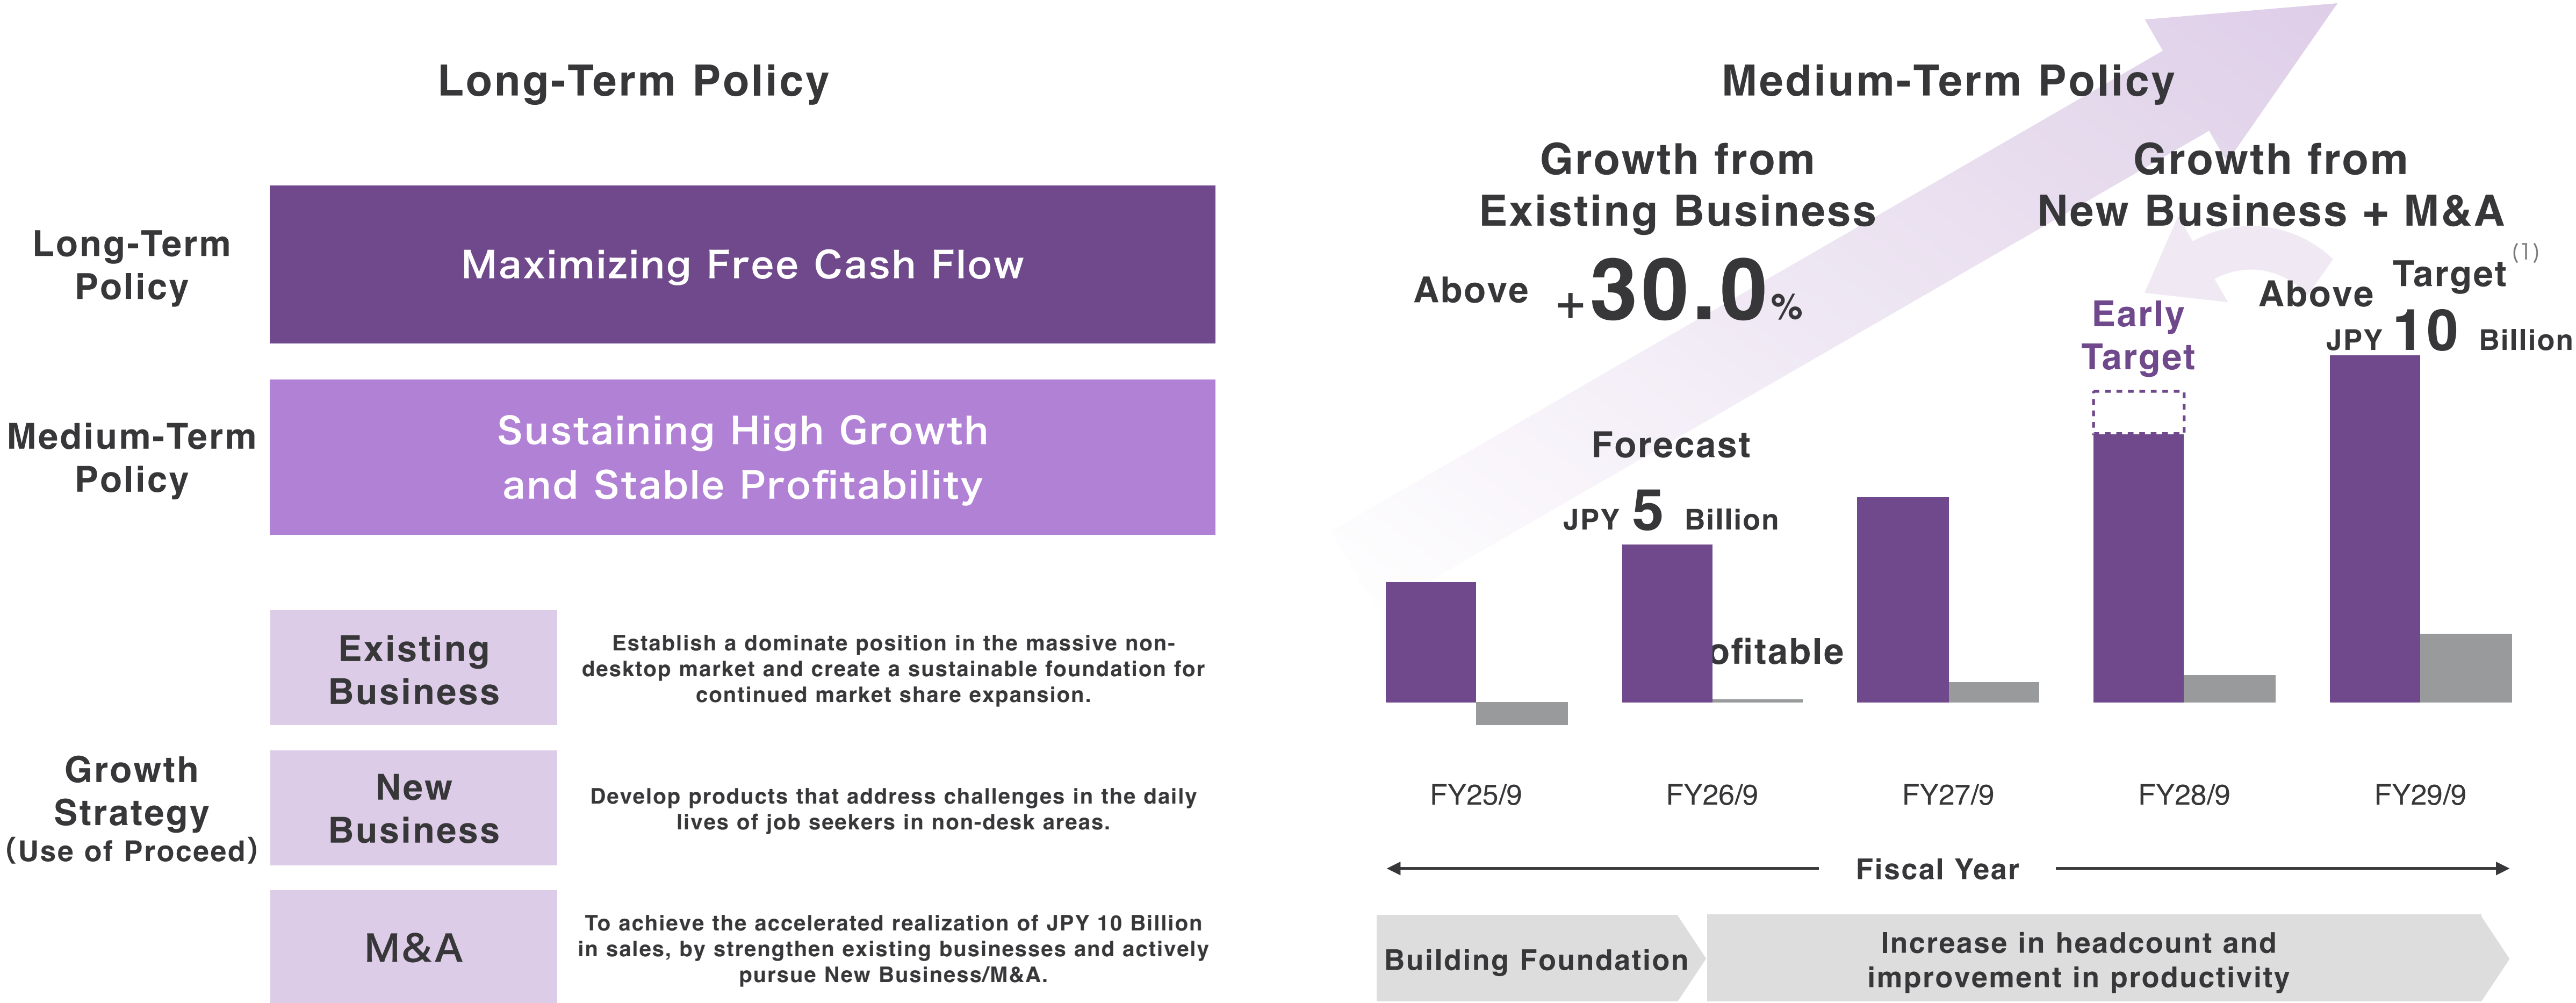 Long-Term Policy
Long-Term
Policy
Maximizing Free Cash Flow
Medium-Term
Policy
Sustaining High Growth
and Stable Profitability
Growth
Strategy
(Use of Proceed)
Existing
Business
Establish a dominate position in the massive non-
desktop market and create a sustainable foundation for
continued market share expansion.
New
Business
Develop products that address challenges in the daily
lives of job seekers in non-desk areas.
M&A
To achieve the accelerated realization of JPY 10 Billion
in sales, by strengthen existing businesses and actively
pursue New Business/M&A.
Medium-Term Policy
Growth from
Existing Business
Above +30.0%
Growth from
New Business + M&A
Target (1)
Above
JPY 10 Billion
Early
Target
Forecast
JPY 5 Billion
ofitable
FY25/9 FY26/9 FY27/9 FY28/9 FY29/9
Fiscal Year
Building Foundation
Increase in headcount and
improvement in productivity